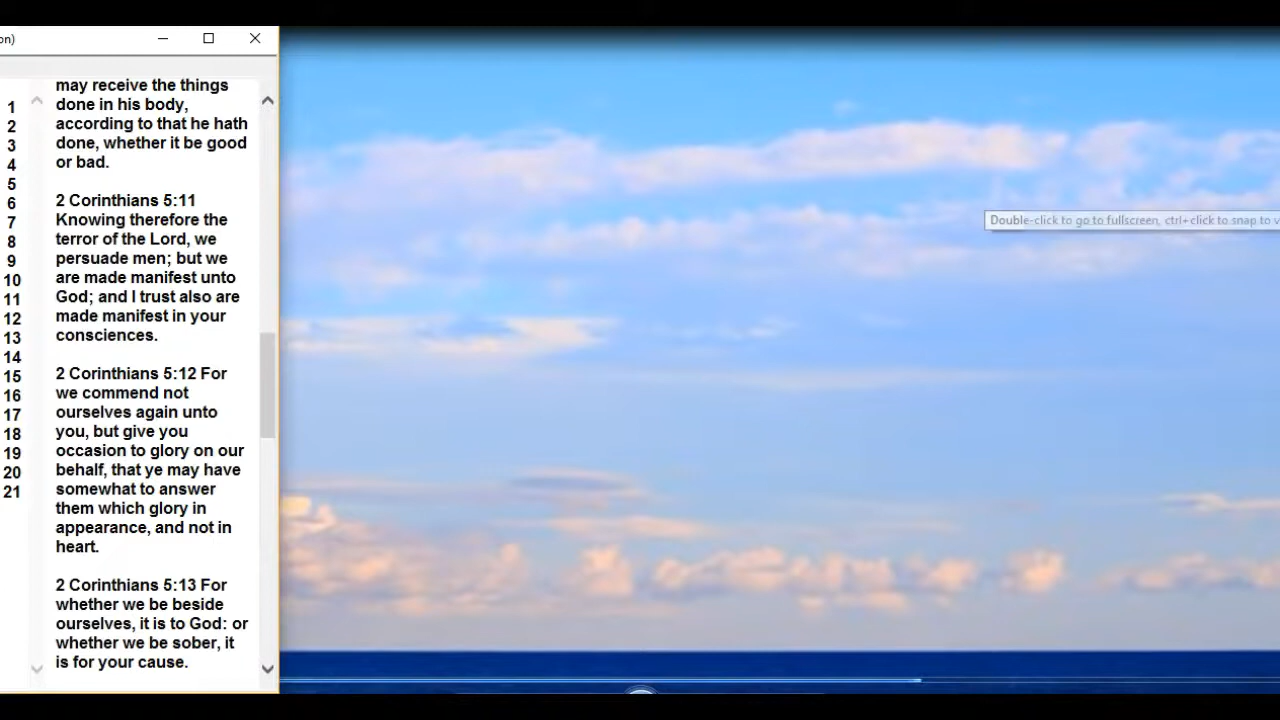 on)
1
2
3
4
5
6
7
8
9
10
11
12
13
14
15
16
17
18
19
20
21
may receive the things
done in his body,
according to that he hath
done, whether it be good
or bad.
2 Corinthians 5:11
Knowing therefore the
terror of the Lord, we
persuade men; but we
are made manifest unto
God; and I trust also are
made manifest in your
consciences.
2 Corinthians 5:12 For
we commend not
ourselves again unto
you, but give you
occasion to glory on our
behalf, that ye may have
somewhat to answer
them which glory in
appearance, and not in
heart.
2 Corinthians 5:13 For
whether we be beside
ourselves, it is to God: or
whether we be sober, it
is for your cause.
Double-click to go to fullscreen, ctrl+click to snap to